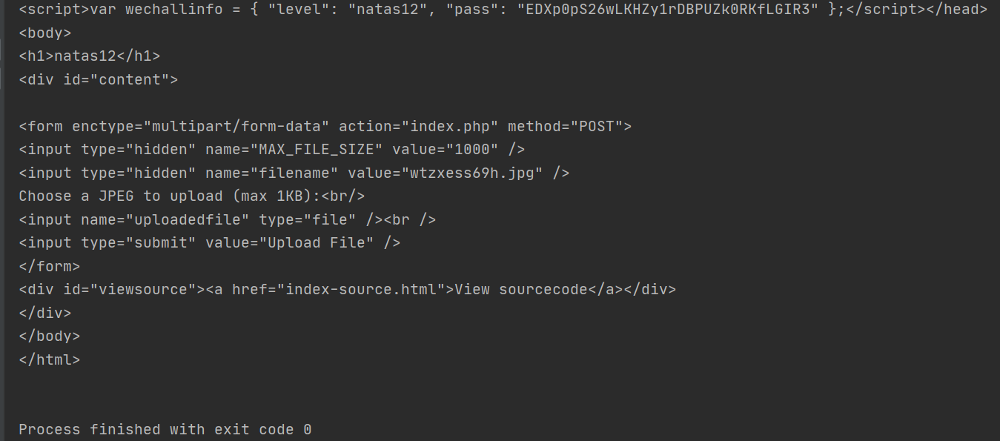 <script>var wechallinfo = { "level": "natas12", "pass": "EDXp0pS26wLKHZy1rDBPUZk0RKfLGIR3" };</script></head>
<body>
<h1>natas12</h1>
<div id="content">
<form enctype="multipart/form-data" action="index.php" method="POST">
<input type="hidden" name="MAX_FILE_SIZE" value="1000" />
<input type="hidden" name="filename" value="wtzxess69h.jpg" />
Choose a JPEG to upload (max 1KB):<br/>
<input name="uploadedfile" type="file" /><br />
<input type="submit" value="Upload File" />
</form>
<div id="viewsource"><a href="index-source.html">View sourcecode</a></div>
</div>
</body>
</html>
Process finished with exit code 0